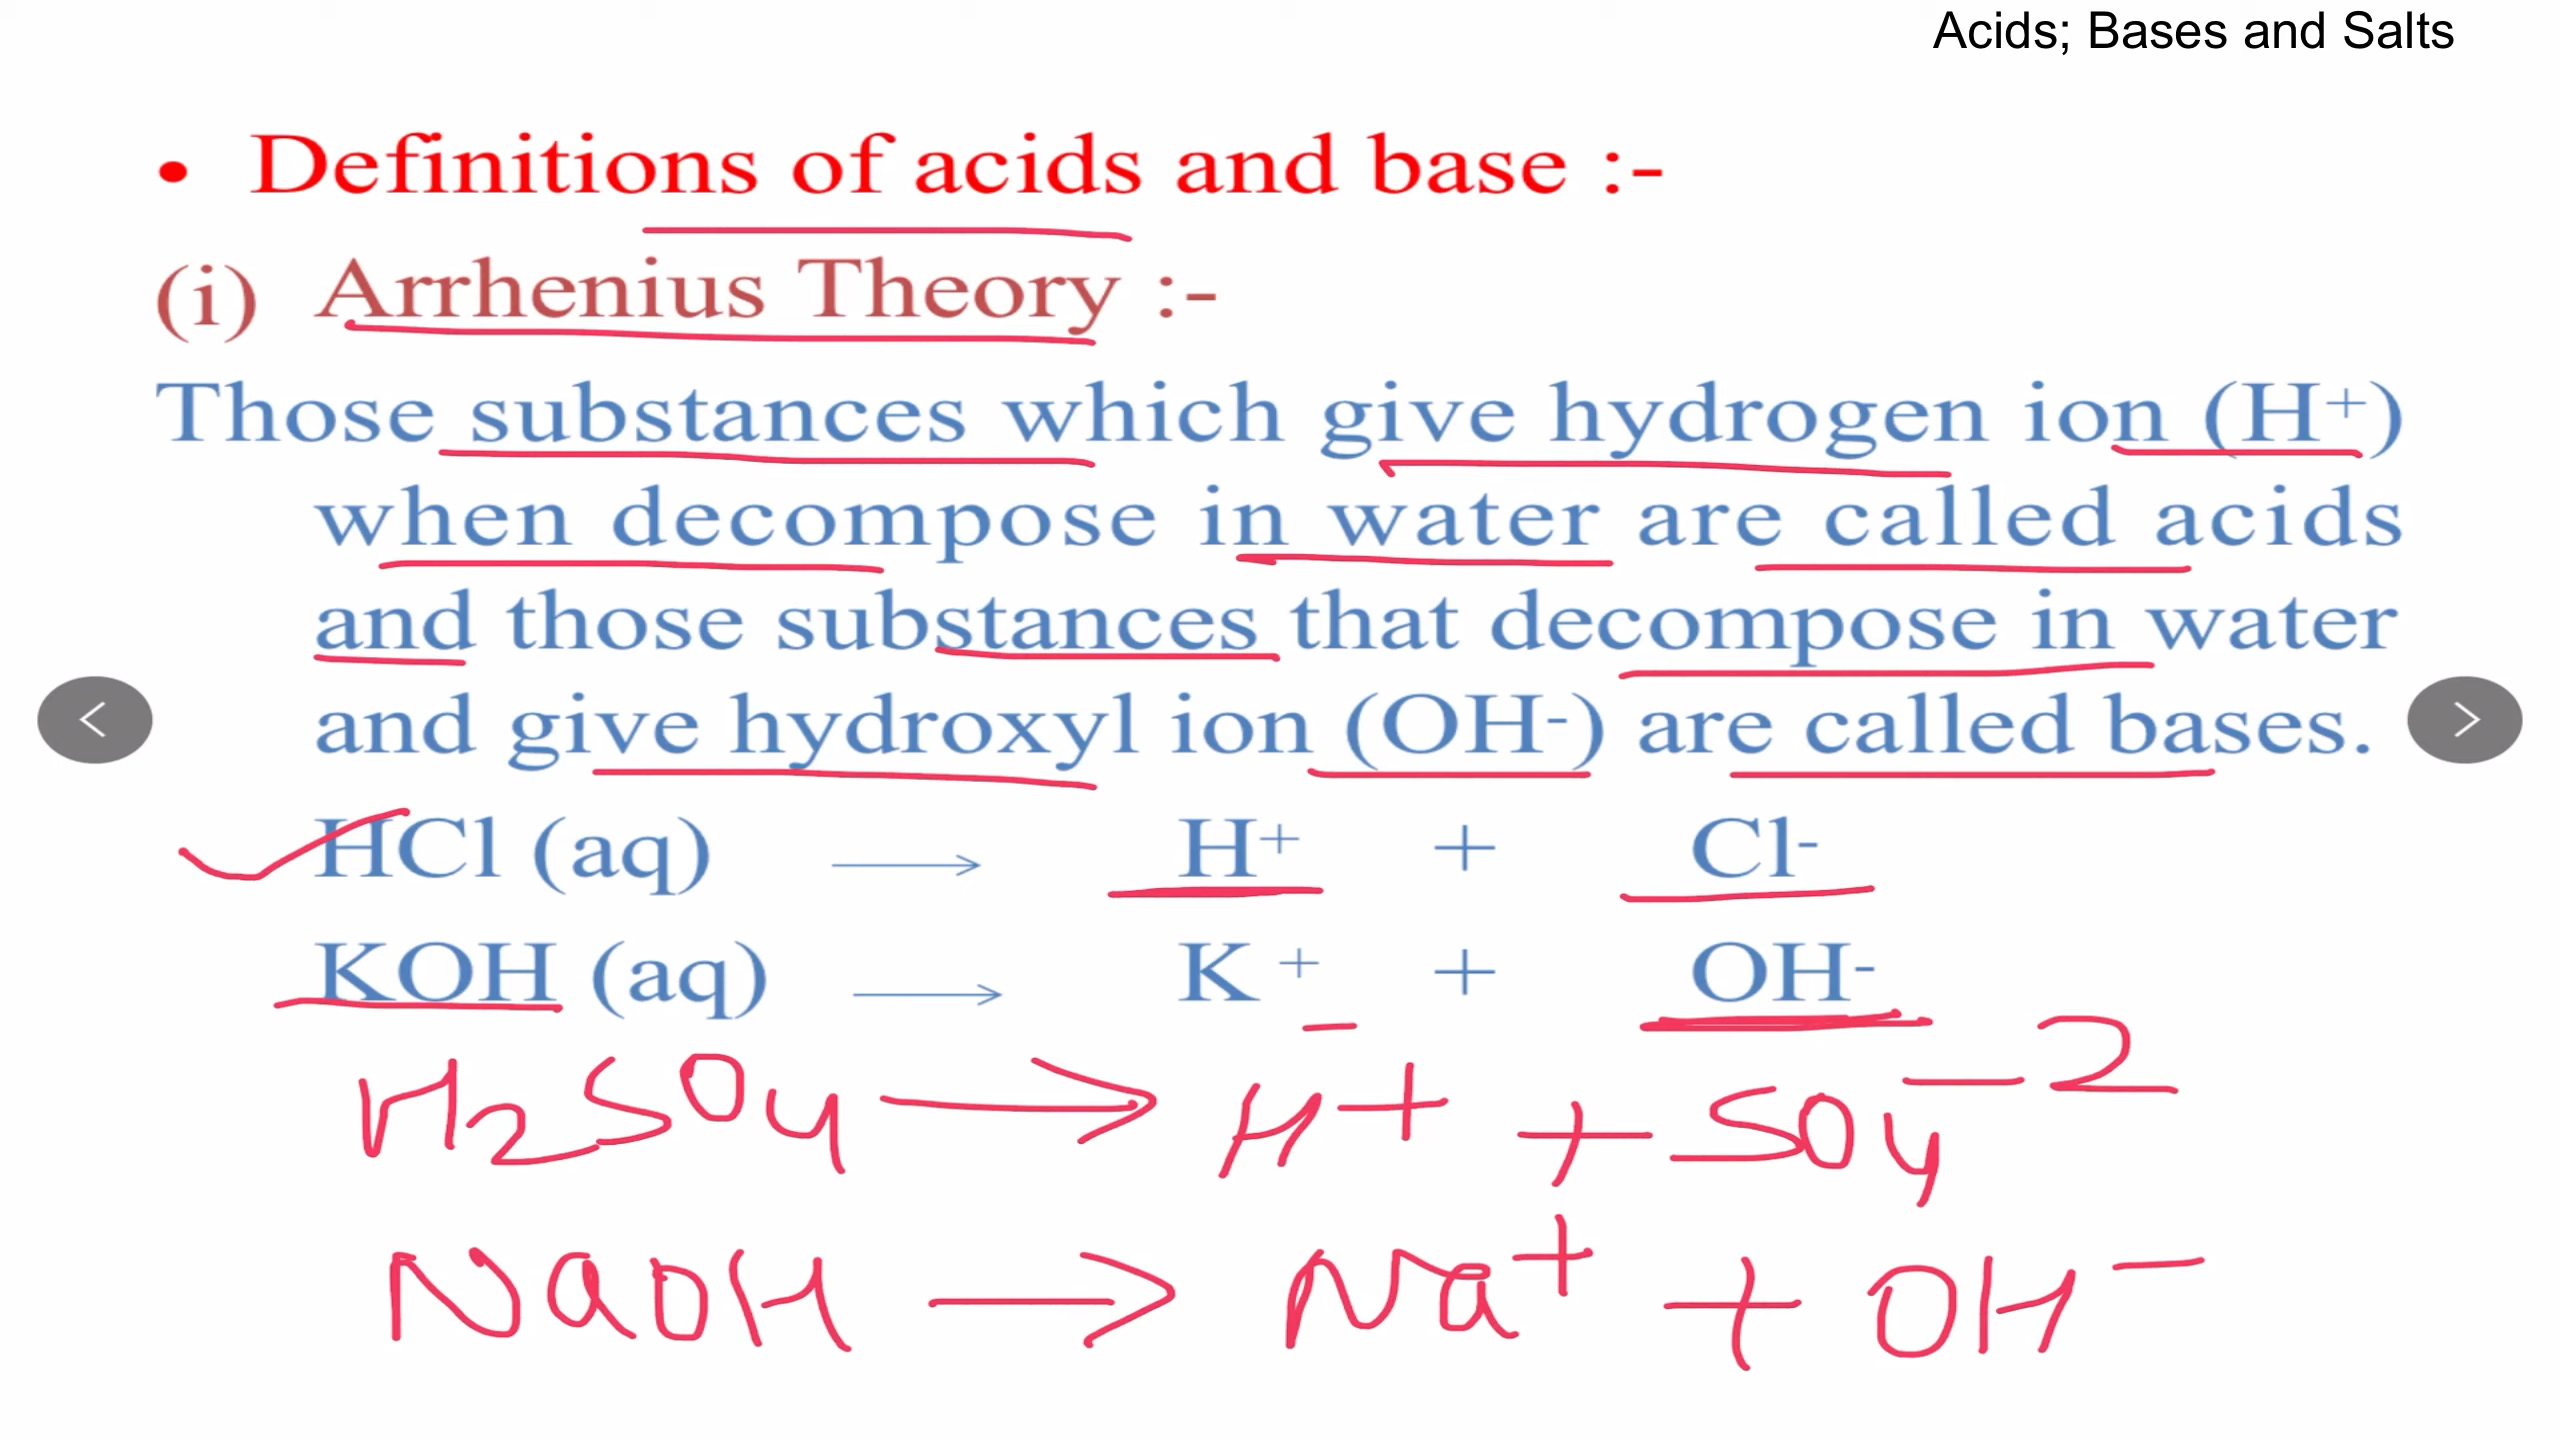 Acids; Bases and Salts
• Definitions of acids and base :-
(i) Arrhenius Theory :-
Those substances which give hydrogen ion (H⁺)
when decompose in water are called acids
and those substances that decompose in water
and give hydroxyl ion (OH-) are called bases.
HCl (aq) ⟶ H⁺ + Cl⁻
KOH (aq) ⟶ K ⁺ + OH⁻
H₂SO₄ ⟶ H⁺ + SO₄⁻²
NaOH ⟶ Na⁺ + OH⁻